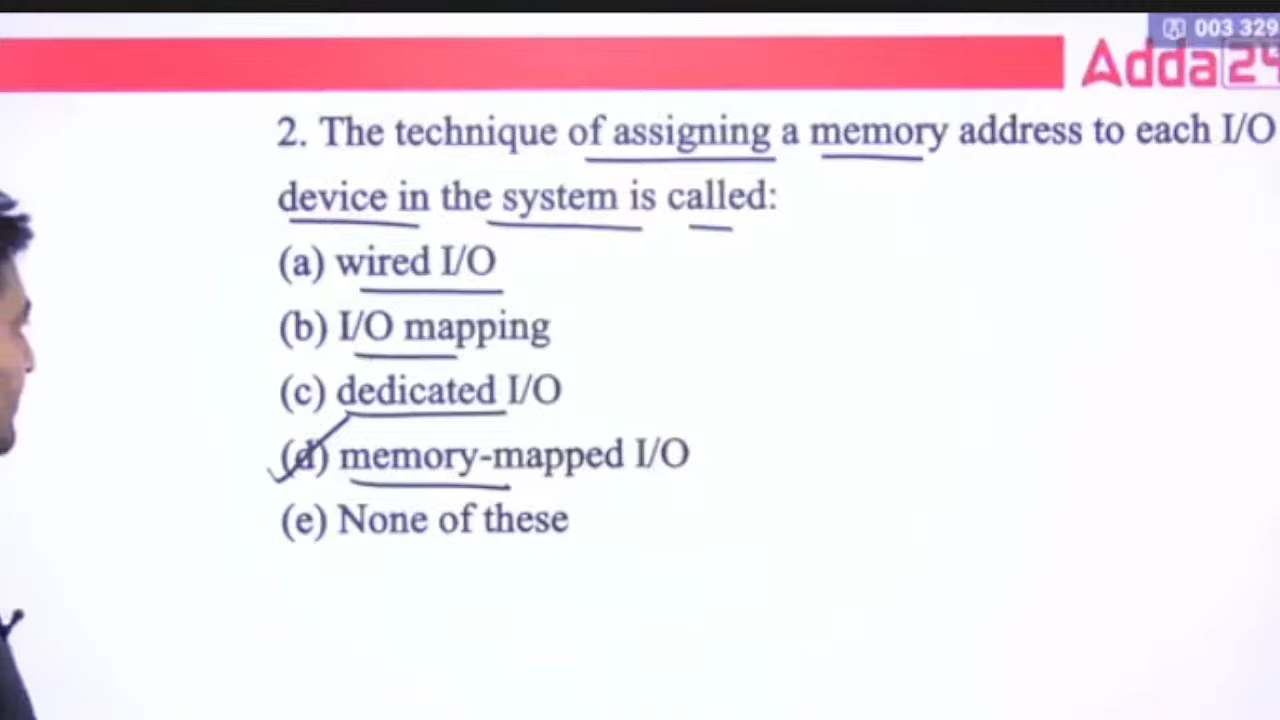 003 329
Adda24
2. The technique of assigning a memory address to each I/O
device in the system is called:
(a) wired I/O
(b) I/O mapping
(c) dedicated I/O
(d) memory-mapped I/O
(e) None of these